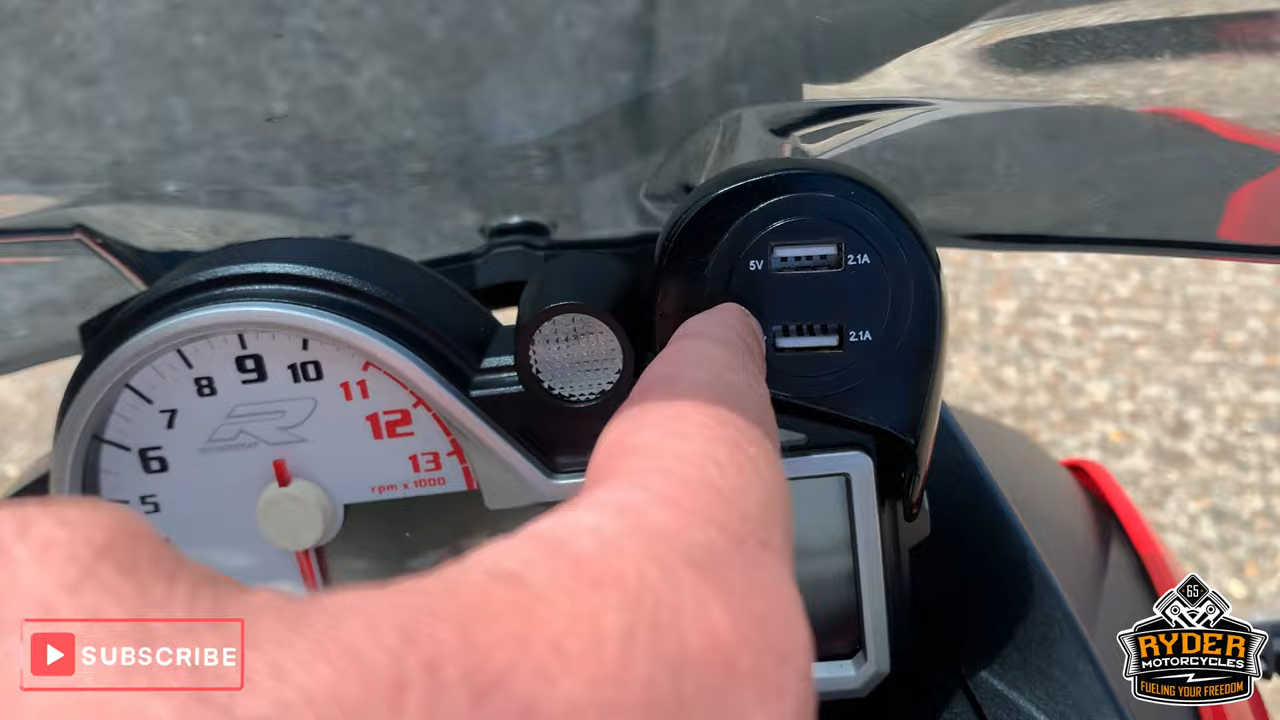 5V 2.1A
2.1A
5
6
7
8
9
10
11
12
13
R
rpm x 1000
SUBSCRIBE
65
RYDER
MOTORCYCLES
FUELING YOUR FREEDOM